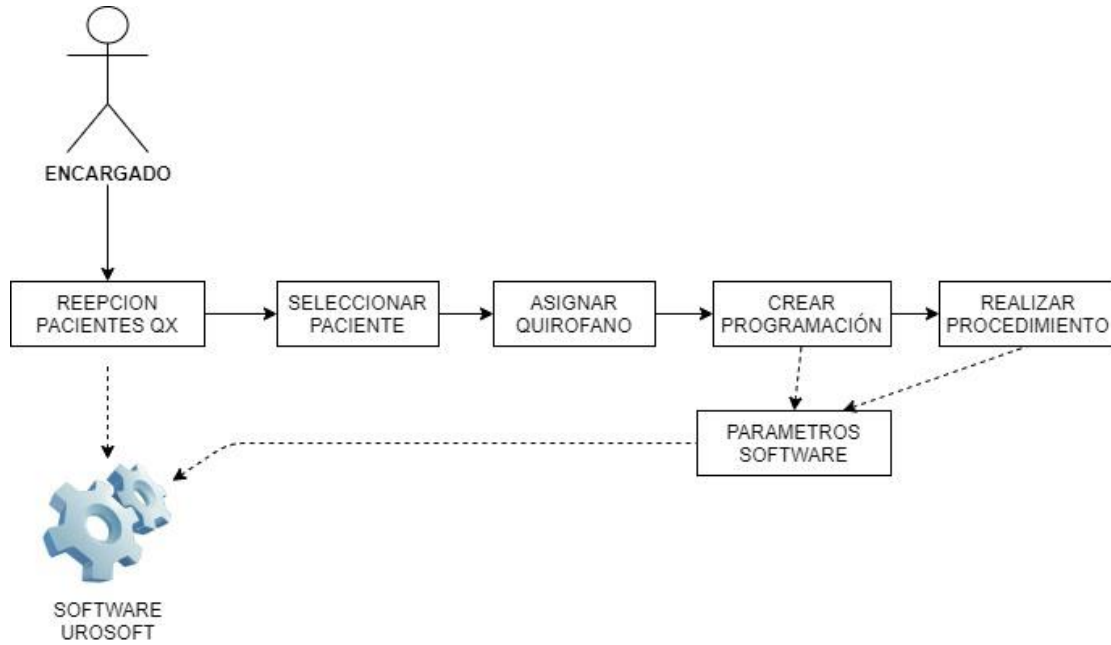 ENCARGADO
REEPCION
PACIENTES QX
SELECCIONAR
PACIENTE
ASIGNAR
QUIROFANO
CREAR
PROGRAMACIÓN
REALIZAR
PROCEDIMIENTO
PARAMETROS
SOFTWARE
SOFTWARE
UROSOFT